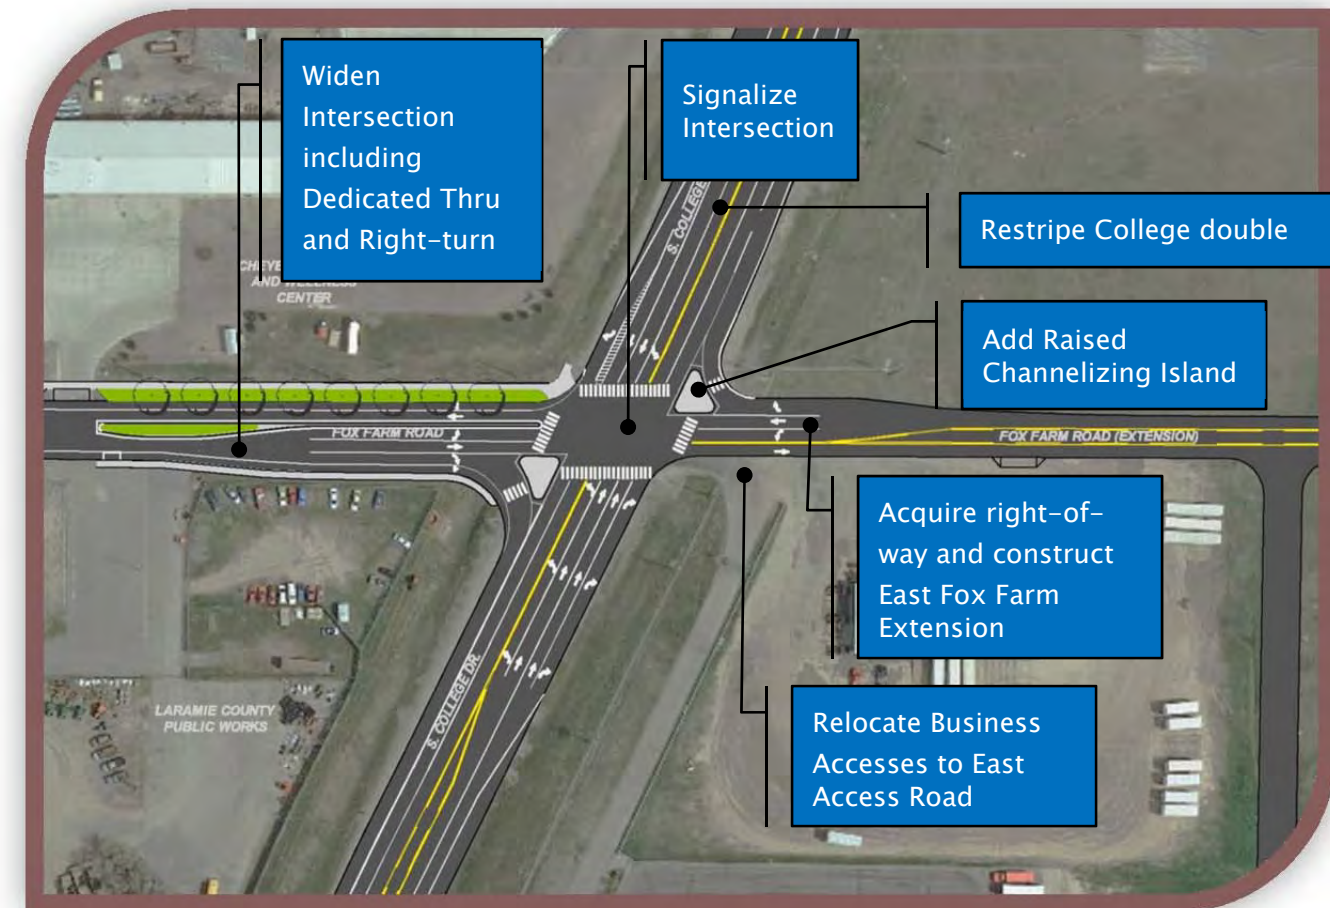 Widen
Intersection
including
Dedicated Thru
and Right-turn
Signalize
Intersection
Restripe College double
Add Raised
Channelizing Island
Acquire right-of-
way and construct
East Fox Farm
Extension
Relocate Business
Accesses to East
Access Road
S. COLLEGE
CENTER
FOX FARM ROAD
FOX FARM ROAD (EXTENSION)
S. COLLEGE DR.
LARAMIE COUNTY
PUBLIC WORKS